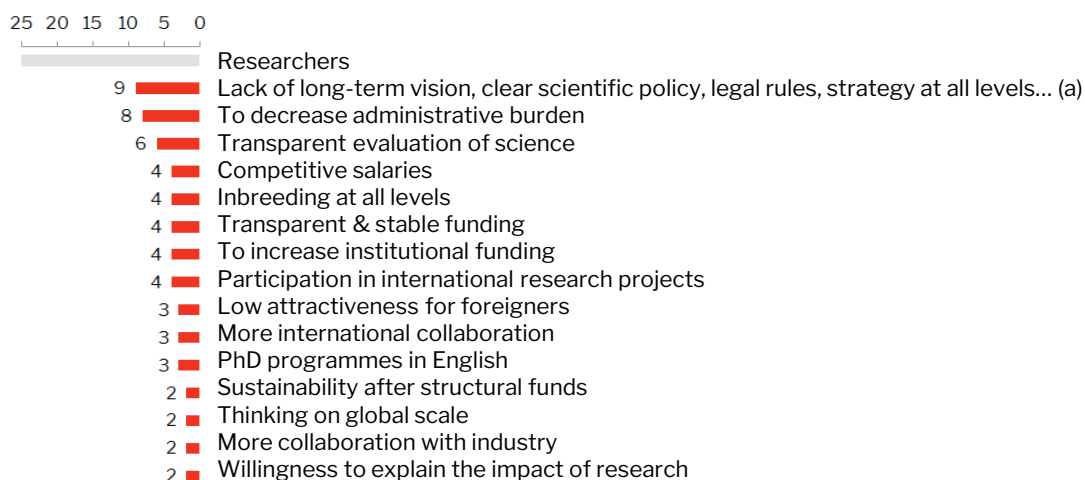 25 20 15 10 5 0
Researchers
9 Lack of long-term vision, clear scientific policy, legal rules, strategy at all levels... (a)
8 To decrease administrative burden
6 Transparent evaluation of science
4 Competitive salaries
4 Inbreeding at all levels
4 Transparent & stable funding
4 To increase institutional funding
4 Participation in international research projects
3 Low attractiveness for foreigners
3 More international collaboration
3 PhD programmes in English
2 Sustainability after structural funds
2 Thinking on global scale
2 More collaboration with industry
2 Willingness to explain the impact of research